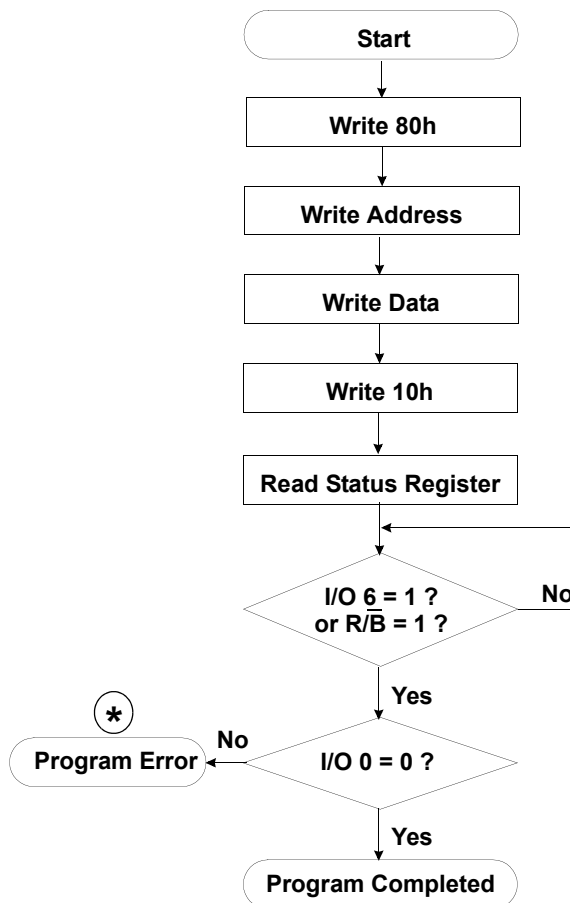 Start
Write 80h
Write Address
Write Data
Write 10h
Read Status Register
I/O 6 = 1 ?
or R/B̅ = 1 ?
No
Yes
*
Program Error
No
I/O 0 = 0 ?
Yes
Program Completed